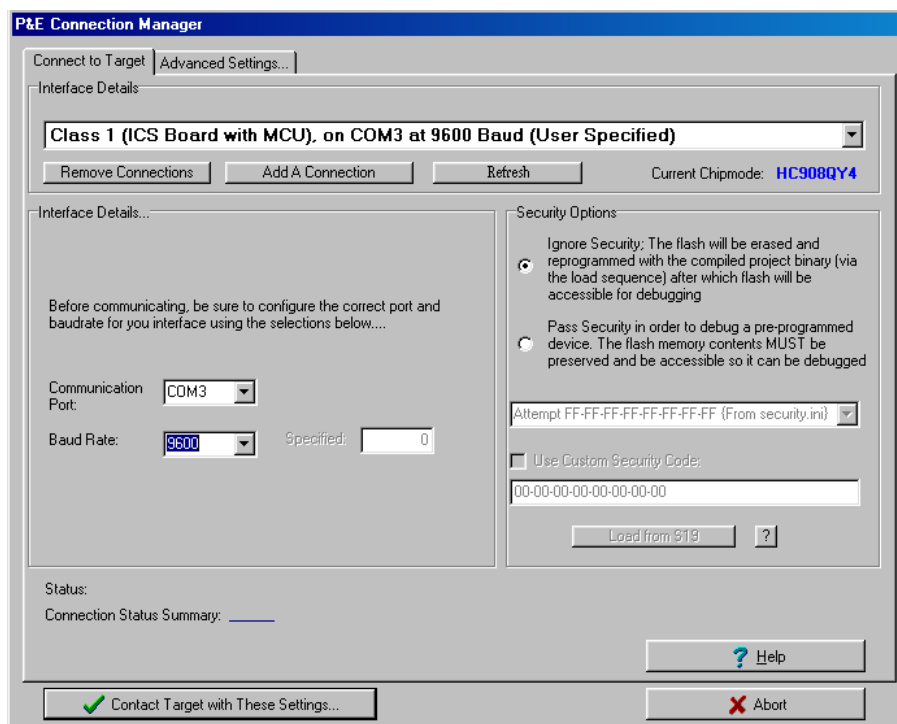 P&E Connection Manager
Connect to Target
Advanced Settings...
Interface Details
Class 1 (ICS Board with MCU), on COM3 at 9600 Baud (User Specified)
Remove Connections
Add A Connection
Refresh
Current Chipmode: HC908QY4
Interface Details...
Before communicating, be sure to configure the correct port and
baudrate for you interface using the selections below....
Communication
Port:
COM3
Baud Rate:
9600
Specified:
0
Security Options
Ignore Security; The flash will be erased and
reprogrammed with the compiled project binary (via
the load sequence) after which flash will be
accessible for debugging
Pass Security in order to debug a pre-programmed
device. The flash memory contents MUST be
preserved and be accessible so it can be debugged
Attempt FF-FF-FF-FF-FF-FF-FF-FF {From security.ini}
Use Custom Security Code:
00-00-00-00-00-00-00-00
Load from S19
?
Status:
Connection Status Summary: _____
Help
Contact Target with These Settings...
Abort